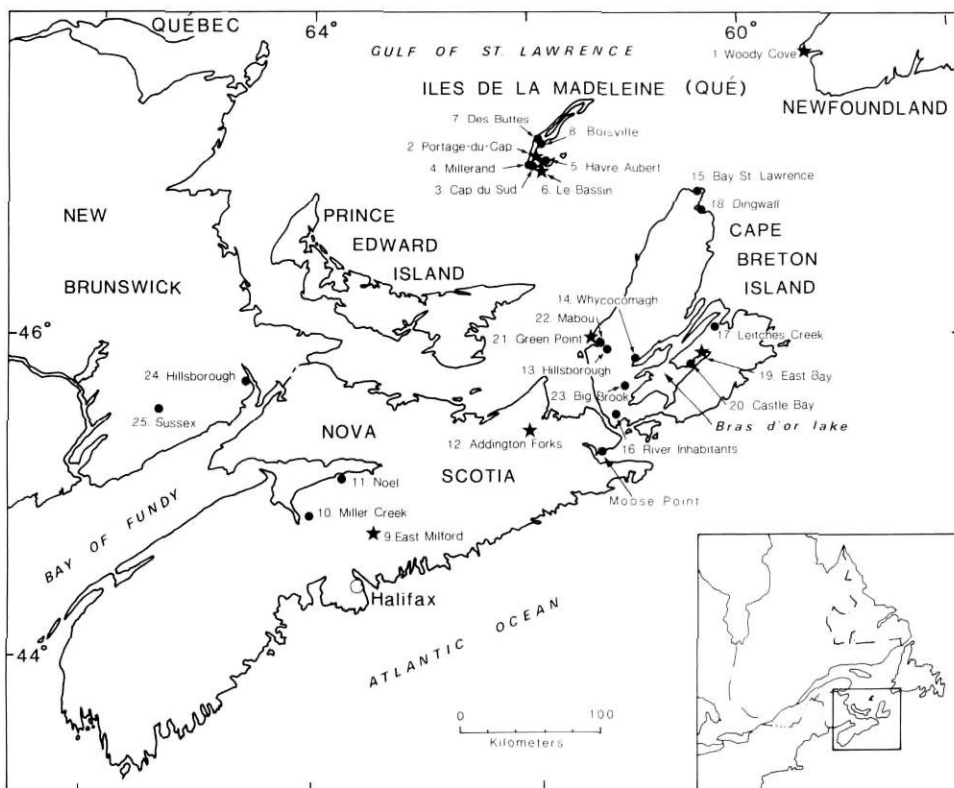 64°
60°
QUÉBEC
GULF OF ST. LAWRENCE
1 Woody Cove
ILES DE LA MADELEINE (QUÉ)
NEWFOUNDLAND
7 Des Buttes
8. Boisville
2 Portage-du-Cap
4. Millerand
5. Havre Aubert
3. Cap du Sud
6. Le Bassin
15. Bay St. Lawrence
18. Dingwall
NEW
BRUNSWICK
PRINCE
EDWARD
ISLAND
CAPE
BRETON
ISLAND
14. Whycocomagh
22. Mabou
46°
21. Green Point
17. Leitches Creek
13. Hillsborough
19. East Bay
24. Hillsborough
23. Big Brook
20. Castle Bay
25. Sussex
Bras d'or lake
NOVA
SCOTIA
12. Addington Forks
16. River Inhabitants
11. Noel
Moose Point
10. Miller Creek
9. East Milford
BAY OF FUNDY
Halifax
ATLANTIC OCEAN
44°
0 100
Kilometers